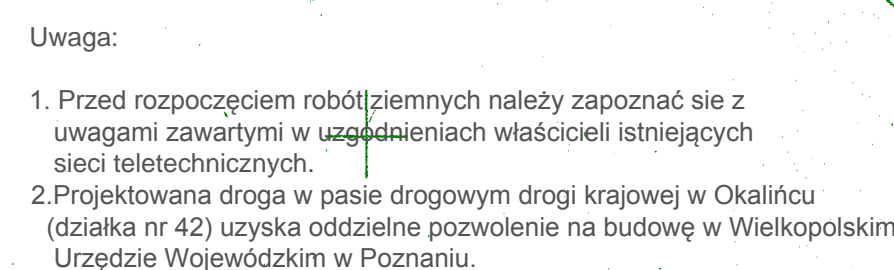 Uwaga:
1. Przed rozpoczęciem robót ziemnych należy zapoznać sie z
uwagami zawartymi w uzgodnieniach właścicieli istniejących
sieci teletechnicznych.
2.Projektowana droga w pasie drogowym drogi krajowej w Okalińcu
(działka nr 42) uzyska oddzielne pozwolenie na budowę w Wielkopolskim
Urzędzie Wojewódzkim w Poznaniu.